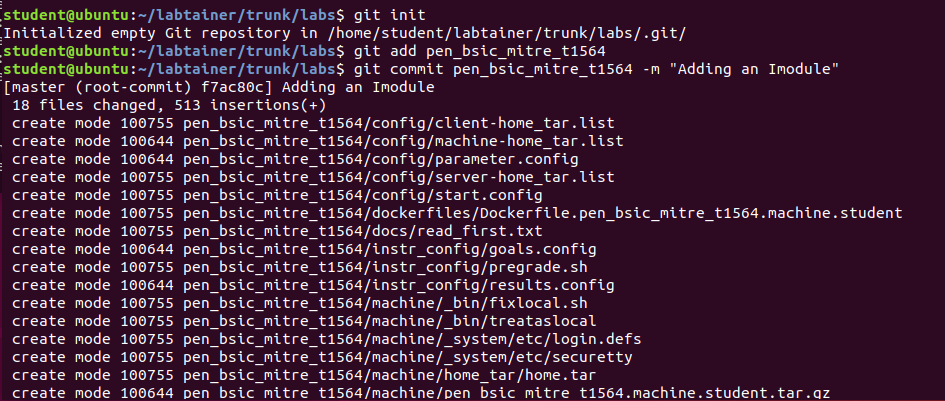 student@ubuntu:~/labtainer/trunk/labs$ git init
Initialized empty Git repository in /home/student/labtainer/trunk/labs/.git/
student@ubuntu:~/labtainer/trunk/labs$ git add pen_bsic_mitre_t1564
student@ubuntu:~/labtainer/trunk/labs$ git commit pen_bsic_mitre_t1564 -m "Adding an Imodule"
[master (root-commit) f7ac80c] Adding an Imodule
 18 files changed, 513 insertions(+)
 create mode 100755 pen_bsic_mitre_t1564/config/client-home_tar.list
 create mode 100644 pen_bsic_mitre_t1564/config/machine-home_tar.list
 create mode 100644 pen_bsic_mitre_t1564/config/parameter.config
 create mode 100755 pen_bsic_mitre_t1564/config/server-home_tar.list
 create mode 100755 pen_bsic_mitre_t1564/config/start.config
 create mode 100755 pen_bsic_mitre_t1564/dockerfiles/Dockerfile.pen_bsic_mitre_t1564.machine.student
 create mode 100755 pen_bsic_mitre_t1564/docs/read_first.txt
 create mode 100644 pen_bsic_mitre_t1564/instr_config/goals.config
 create mode 100755 pen_bsic_mitre_t1564/instr_config/pregrade.sh
 create mode 100644 pen_bsic_mitre_t1564/instr_config/results.config
 create mode 100755 pen_bsic_mitre_t1564/machine/_bin/fixlocal.sh
 create mode 100755 pen_bsic_mitre_t1564/machine/_bin/treataslocal
 create mode 100755 pen_bsic_mitre_t1564/machine/_system/etc/login.defs
 create mode 100755 pen_bsic_mitre_t1564/machine/_system/etc/securetty
 create mode 100755 pen_bsic_mitre_t1564/machine/home_tar/home.tar
 create mode 100644 pen_bsic_mitre_t1564/machine/pen_bsic_mitre_t1564.machine.student.tar.gz